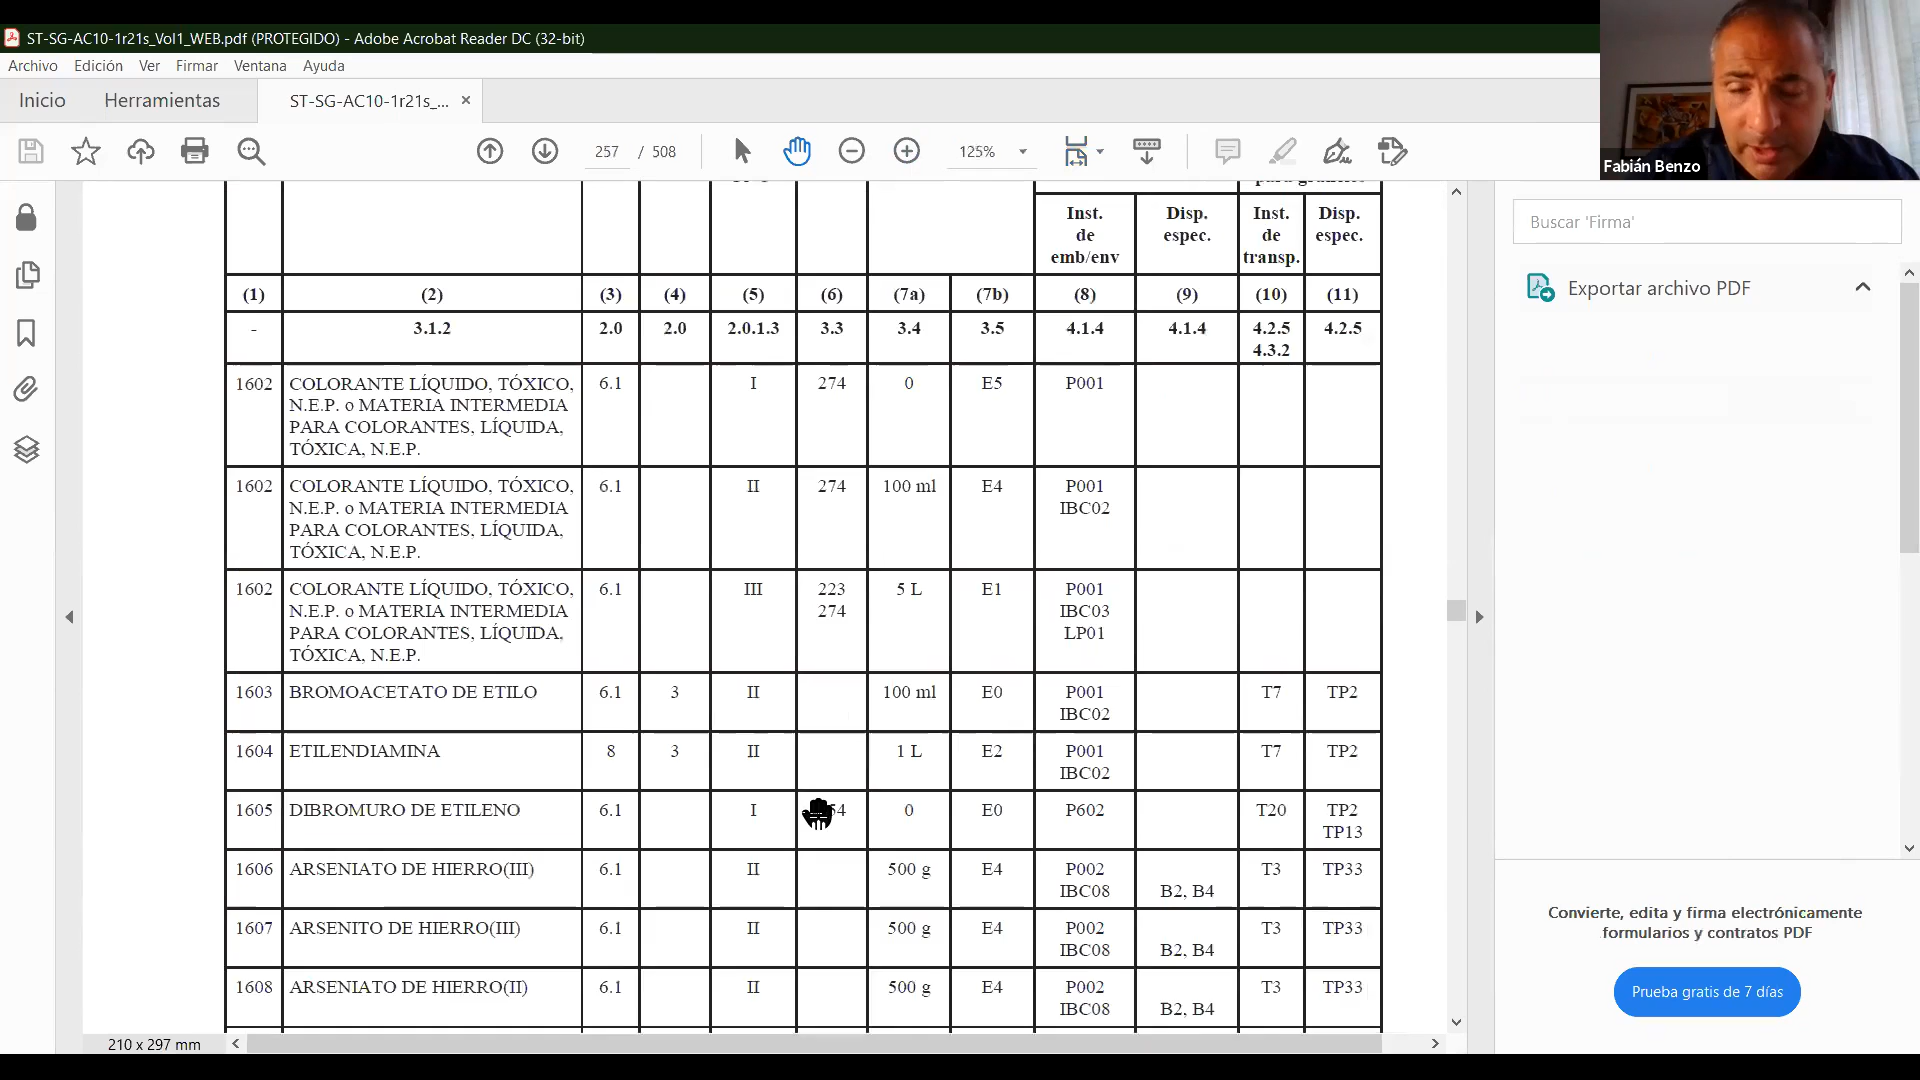 ST-SG-AC10-1r21s_Vol1_WEB.pdf (PROTEGIDO) - Adobe Acrobat Reader DC (32-bit)
Archivo Edición Ver Firmar Ventana Ayuda
Inicio Herramientas ST-SG-AC10-1r21s_... ×
257 / 508 125%
Fabián Benzo
Inst. de emb/env Disp. espec. Inst. de transp. Disp. espec.
(1) (2) (3) (4) (5) (6) (7a) (7b) (8) (9) (10) (11)
- 3.1.2 2.0 2.0 2.0.1.3 3.3 3.4 3.5 4.1.4 4.1.4 4.2.5 4.2.5
4.3.2
1602 COLORANTE LÍQUIDO, TÓXICO, 6.1 I 274 0 E5 P001
N.E.P. o MATERIA INTERMEDIA
PARA COLORANTES, LÍQUIDA,
TÓXICA, N.E.P.
1602 COLORANTE LÍQUIDO, TÓXICO, 6.1 II 274 100 ml E4 P001
N.E.P. o MATERIA INTERMEDIA IBC02
PARA COLORANTES, LÍQUIDA,
TÓXICA, N.E.P.
1602 COLORANTE LÍQUIDO, TÓXICO, 6.1 III 223 5 L E1 P001
N.E.P. o MATERIA INTERMEDIA 274 IBC03
PARA COLORANTES, LÍQUIDA, LP01
TÓXICA, N.E.P.
1603 BROMOACETATO DE ETILO 6.1 3 II 100 ml E0 P001 T7 TP2
IBC02
1604 ETILENDIAMINA 8 3 II 1 L E2 P001 T7 TP2
IBC02
1605 DIBROMURO DE ETILENO 6.1 I 0 E0 P602 T20 TP2
TP13
1606 ARSENIATO DE HIERRO(III) 6.1 II 500 g E4 P002 T3 TP33
IBC08 B2, B4
1607 ARSENITO DE HIERRO(III) 6.1 II 500 g E4 P002 T3 TP33
IBC08 B2, B4
1608 ARSENIATO DE HIERRO(II) 6.1 II 500 g E4 P002 T3 TP33
IBC08 B2, B4
210 x 297 mm
Buscar 'Firma'
Exportar archivo PDF
Convierte, edita y firma electrónicamente
formularios y contratos PDF
Prueba gratis de 7 días